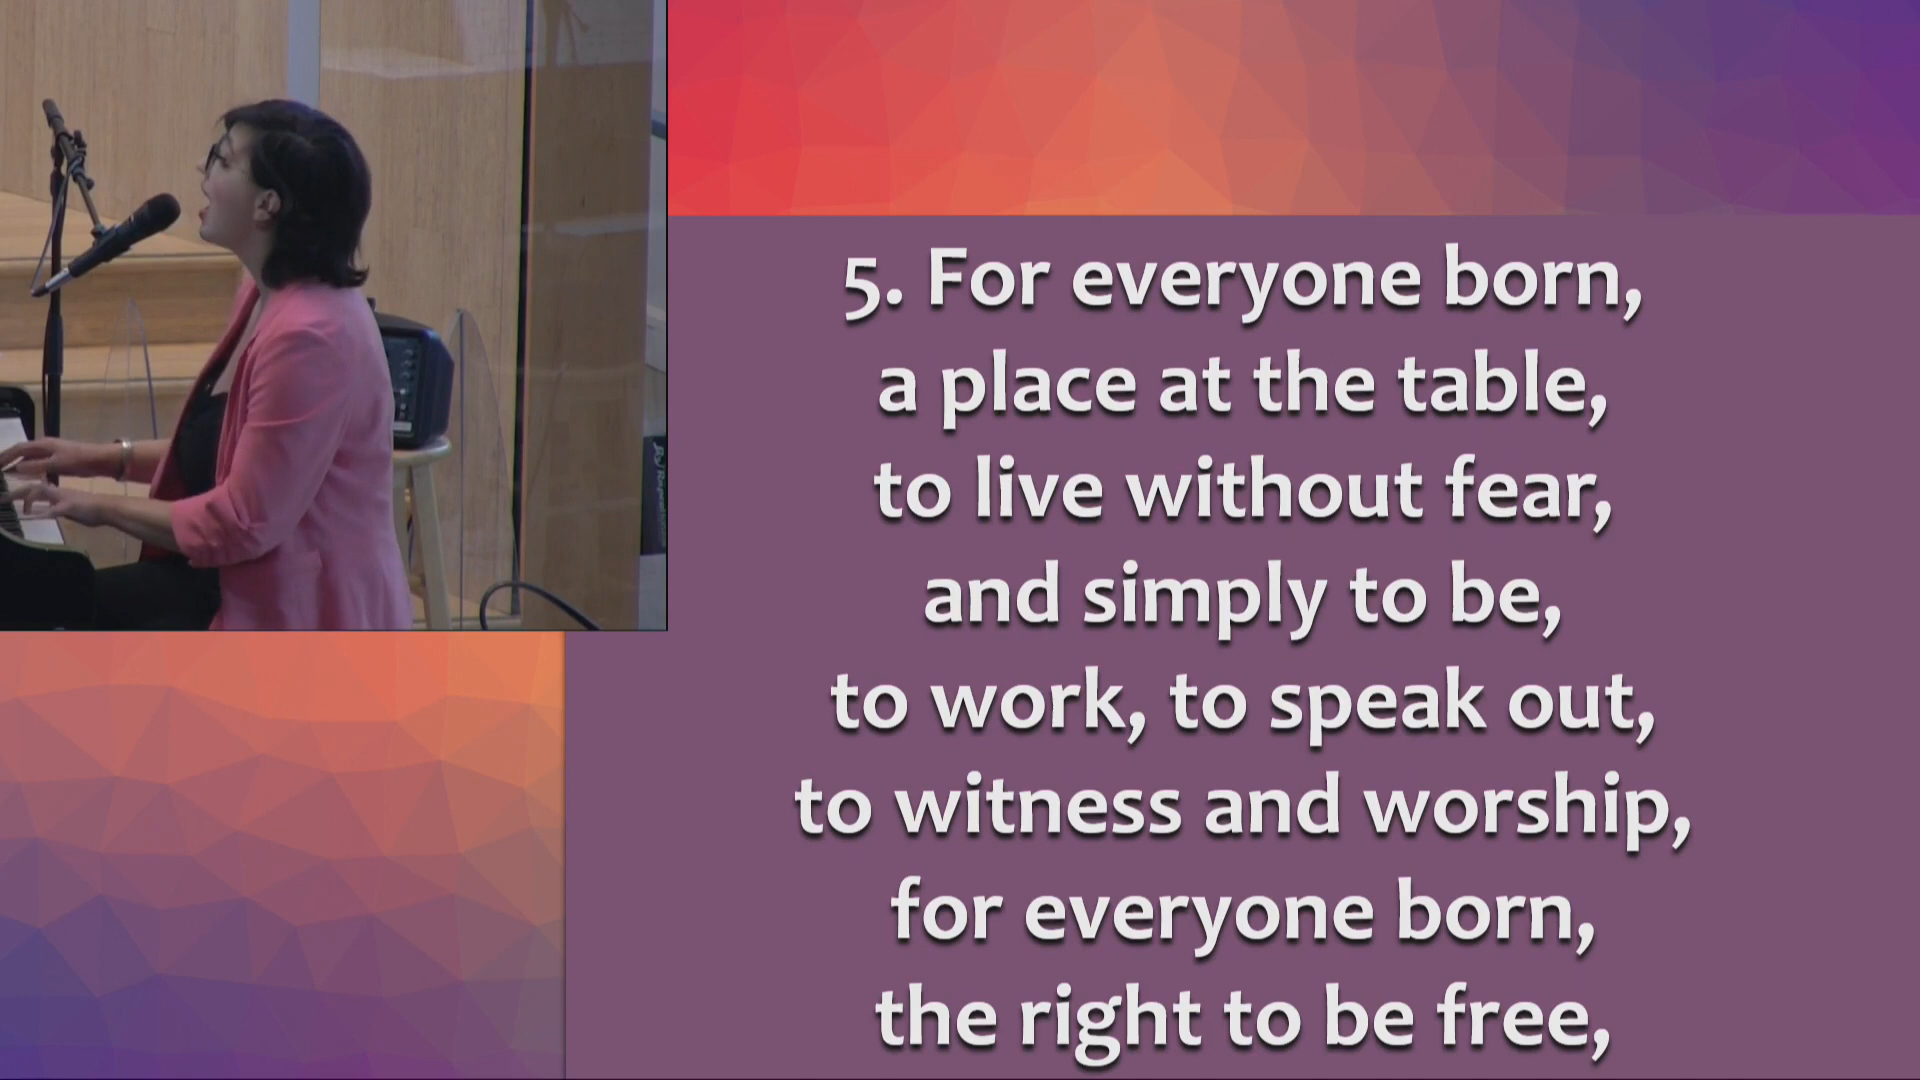 5. For everyone born,
a place at the table,
to live without fear,
and simply to be,
to work, to speak out,
to witness and worship,
for everyone born,
the right to be free,